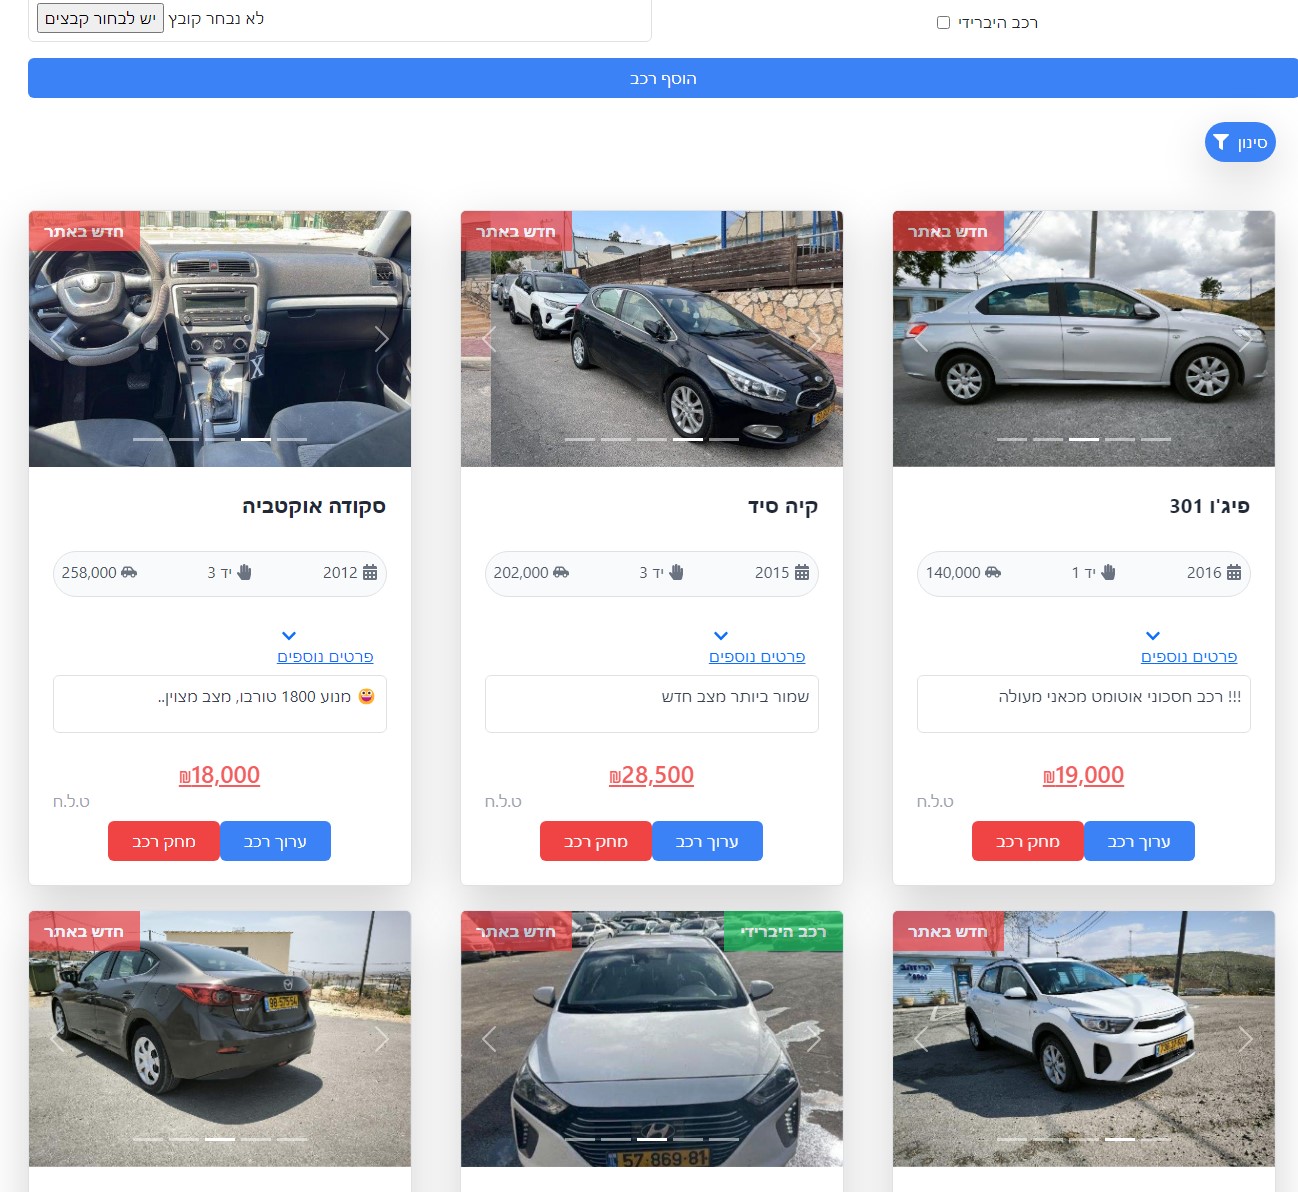 רכב היברידי
יש לבחור קבצים לא נבחר קובץ
הוסף רכב
סינון
חדש באתר
פיג'ו 301
2016 יד 1 140,000
פרטים נוספים
!!! רכב חסכוני אוטומט מכאני מעולה
₪19,000
ט.ל.ח
ערוך רכב מחק רכב
חדש באתר
קיה סיד
2015 יד 3 202,000
פרטים נוספים
שמור ביותר מצב חדש
₪28,500
ט.ל.ח
ערוך רכב מחק רכב
חדש באתר
סקודה אוקטביה
2012 יד 3 258,000
פרטים נוספים
😀 מנוע 1800 טורבו, מצב מצוין..
₪18,000
ט.ל.ח
ערוך רכב מחק רכב
חדש באתר
רכב היברידי
חדש באתר
57-869-81
חדש באתר